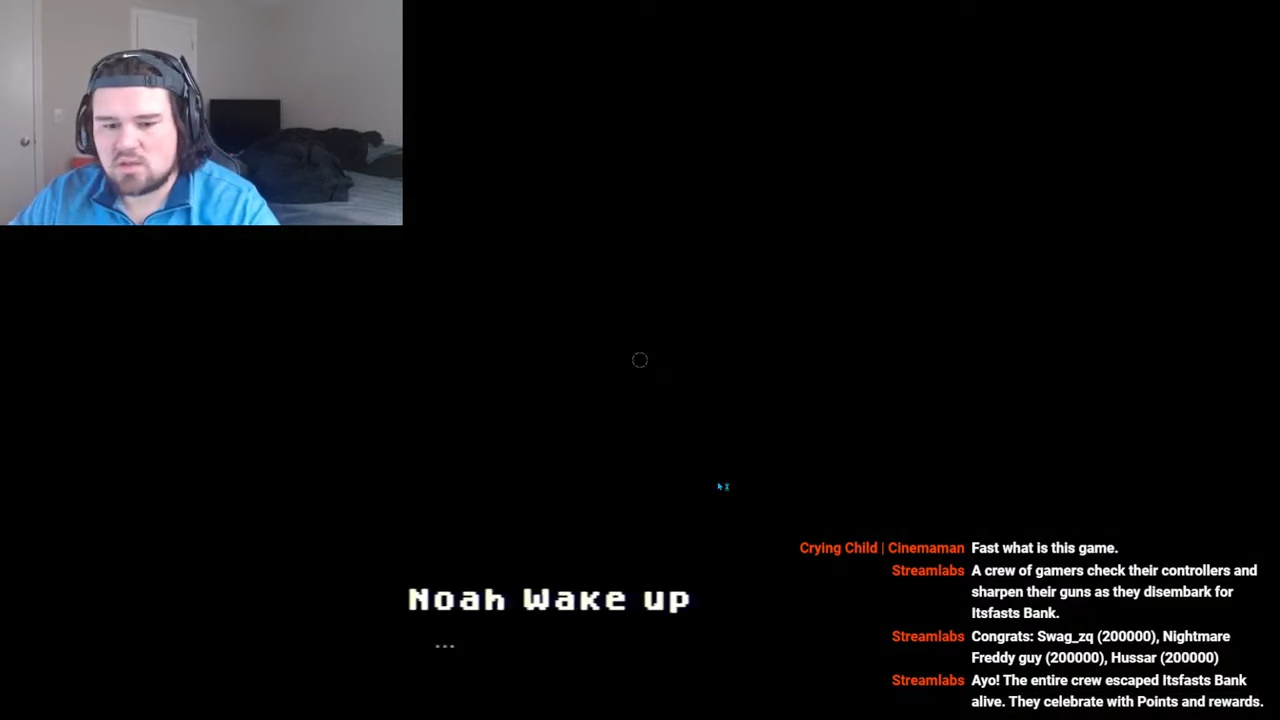 Crying Child | Cinemaman Fast what is this game.
Streamlabs A crew of gamers check their controllers and
sharpen their guns as they disembark for
Itsfasts Bank.
Noah Wake up
...
Streamlabs Congrats: Swag_zq (200000), Nightmare
Freddy guy (200000), Hussar (200000)
Streamlabs Ayo! The entire crew escaped Itsfasts Bank
alive. They celebrate with Points and rewards.